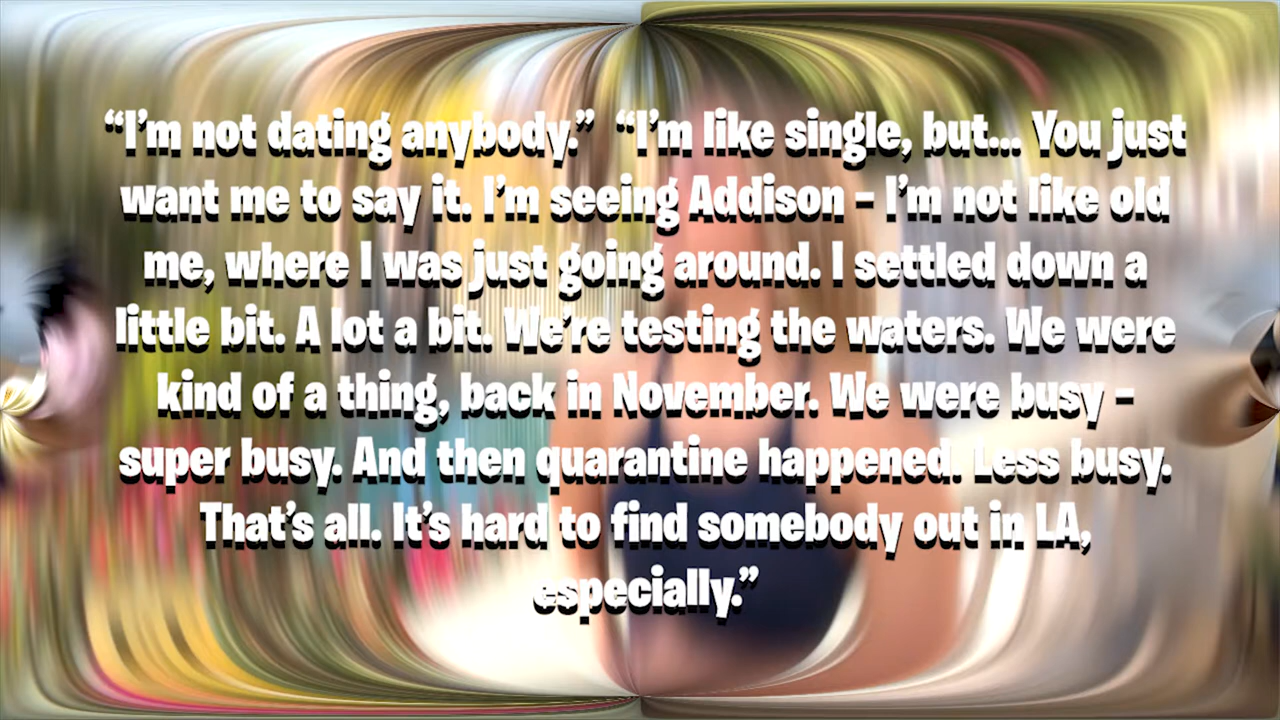 “I’m not dating anybody.”  “I’m like single, but... You just
want me to say it. I’m seeing Addison – I’m not like old
me, where I was just going around. I settled down a
little bit. A lot a bit. We’re testing the waters. We were
kind of a thing, back in November. We were busy –
super busy. And then quarantine happened. Less busy.
That’s all. It’s hard to find somebody out in LA,
especially.”